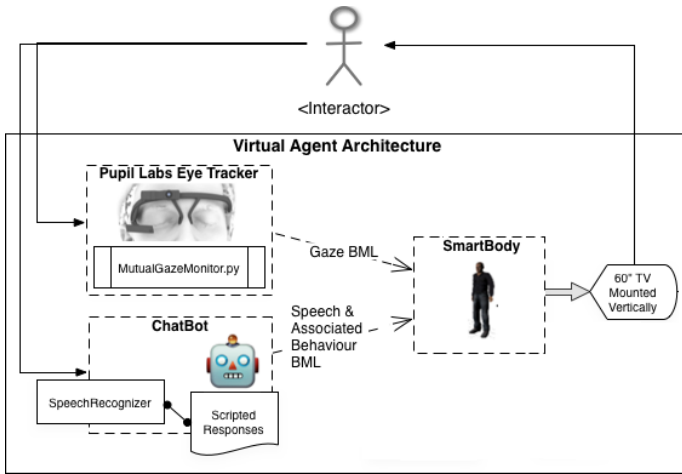 <Interactor>
Virtual Agent Architecture
Pupil Labs Eye Tracker
MutualGazeMonitor.py
Gaze BML
SmartBody
60" TV
Mounted
Vertically
ChatBot
Speech &
Associated
Behaviour
BML
SpeechRecognizer
Scripted
Responses